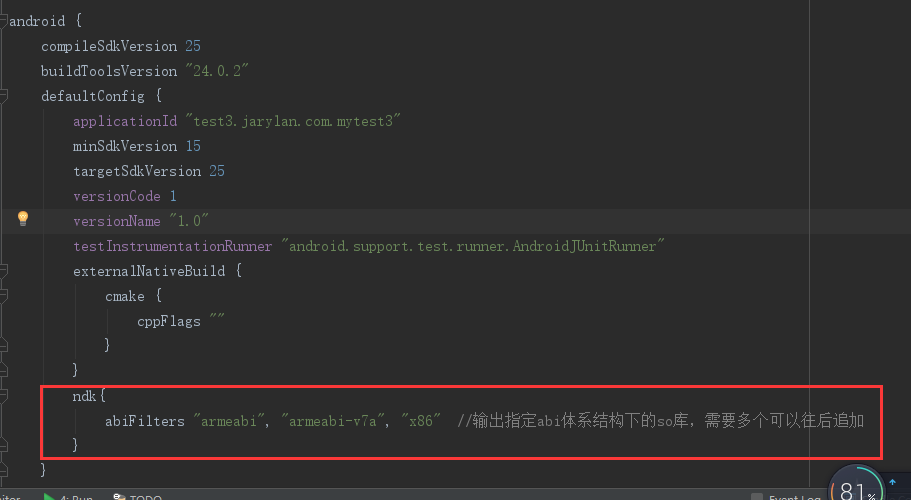 android {
compileSdkVersion 25
buildToolsVersion "24.0.2"
defaultConfig {
applicationId "test3.jarylan.com.mytest3"
minSdkVersion 15
targetSdkVersion 25
versionCode 1
versionName "1.0"
testInstrumentationRunner "android.support.test.runner.AndroidJUnitRunner"
externalNativeBuild {
cmake {
cppFlags ""
}
}
ndk{
abiFilters "armeabi", "armeabi-v7a", "x86" //输出指定abi体系结构下的so库，需要多个可以往后追加
}
}
4: Run TODO Event Log 81%